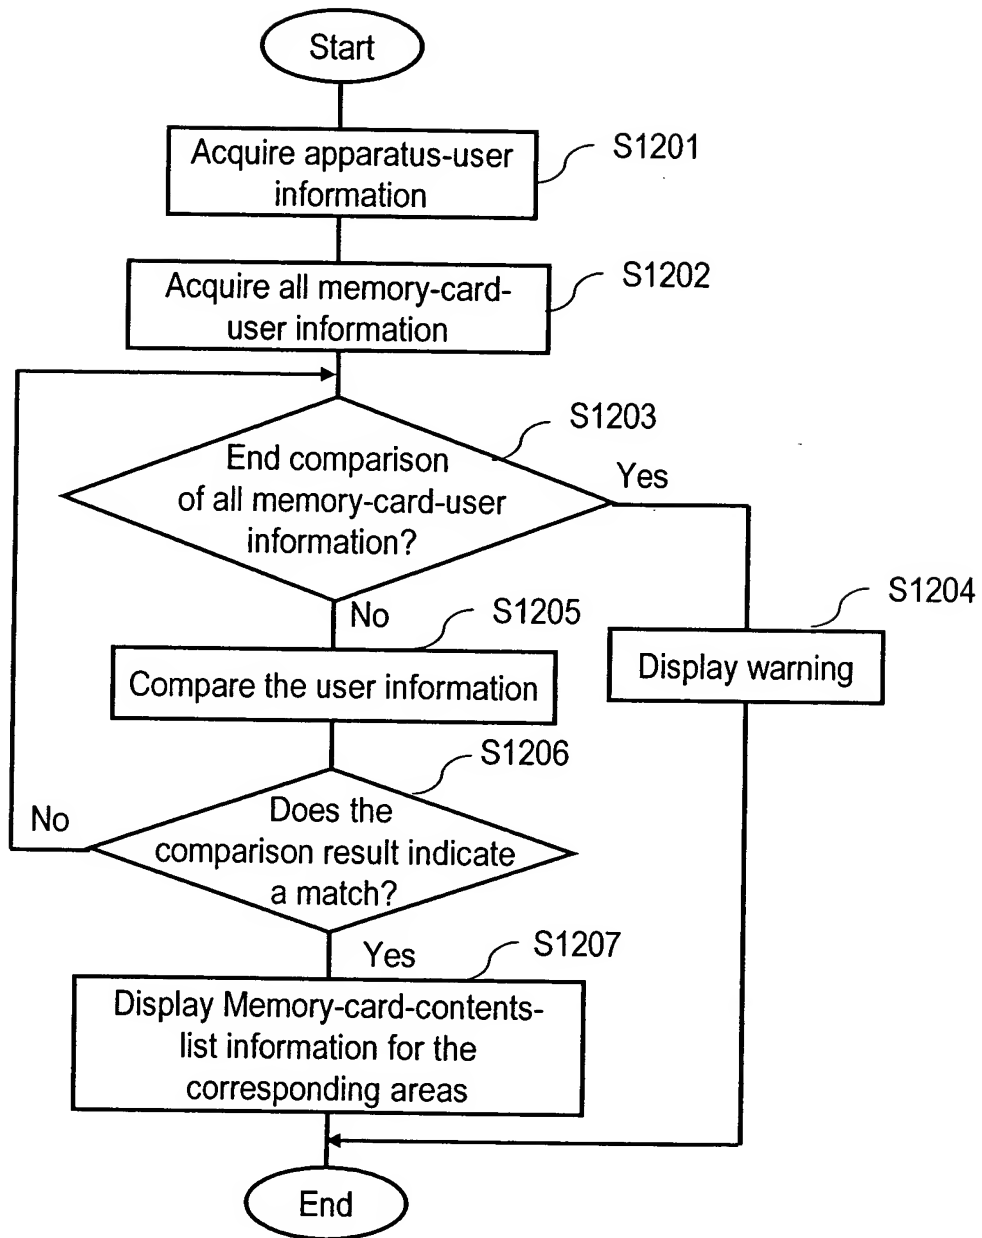 Start
Acquire apparatus-user
information
S1201
Acquire all memory-card-
user information
S1202
S1203
End comparison
of all memory-card-user
information?
Yes
No
S1204
Display warning
S1205
Compare the user information
S1206
Does the
comparison result indicate
a match?
No
Yes
S1207
Display Memory-card-contents-
list information for the
corresponding areas
End